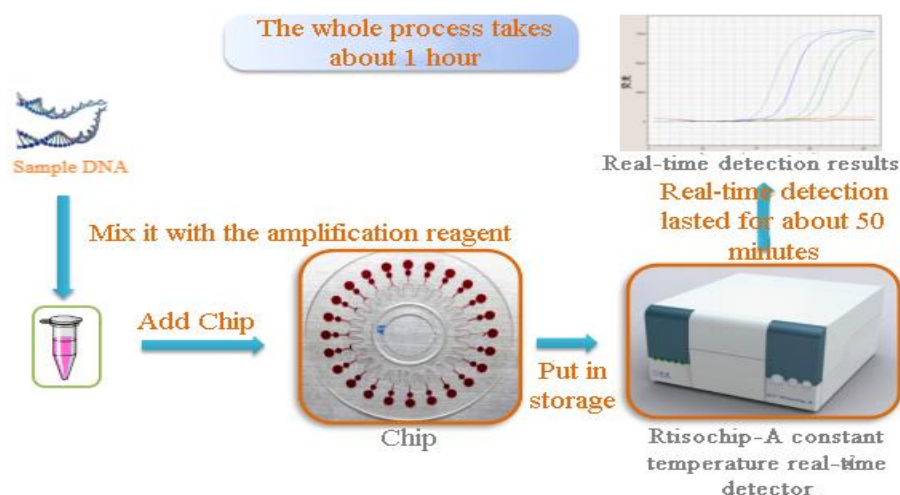 The whole process takes
about 1 hour
Sample DNA
Real-time detection results
Real-time detection
lasted for about 50
minutes
Mix it with the amplification reagent
Add Chip
Put in
storage
Chip
Rtisochip-A constant
temperature real-time
detector